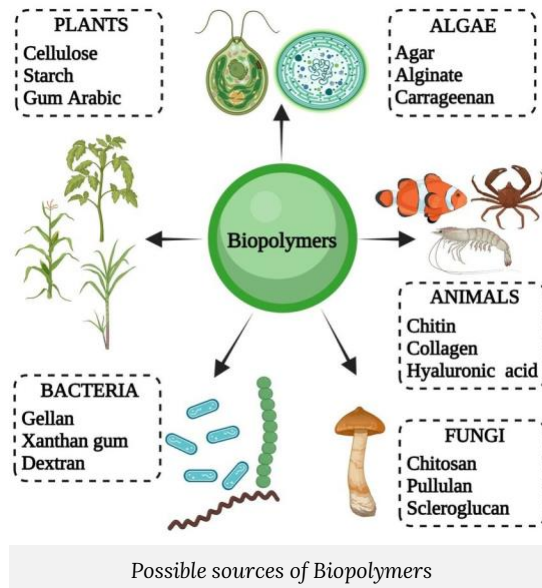 PLANTS
Cellulose
Starch
Gum Arabic
ALGAE
Agar
Alginate
Carrageenan
Biopolymers
ANIMALS
Chitin
Collagen
Hyaluronic acid
BACTERIA
Gellan
Xanthan gum
Dextran
FUNGI
Chitosan
Pullulan
Scleroglucan
Possible sources of Biopolymers